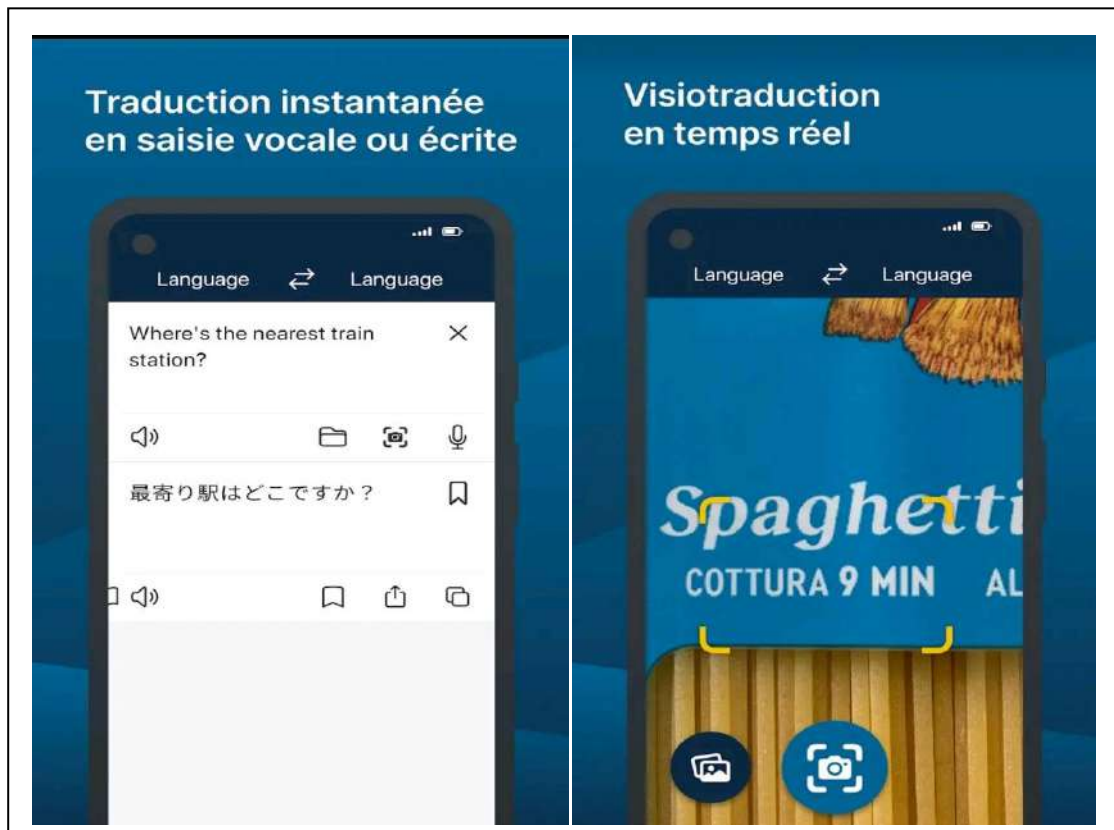 Traduction instantanée
en saisie vocale ou écrite
Language Language
Where's the nearest train
station?
最寄り駅はどこですか？
Visiotraduction
en temps réel
Language Language
Spaghetti
COTTURA 9 MIN AL